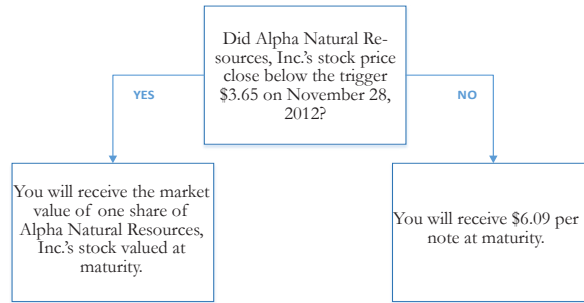 Did Alpha Natural Re-
sources, Inc.'s stock price
close below the trigger
$3.65 on November 28,
2012?
YES
NO
You will receive the market
value of one share of
Alpha Natural Resources,
Inc.'s stock valued at
maturity.
You will receive $6.09 per
note at maturity.